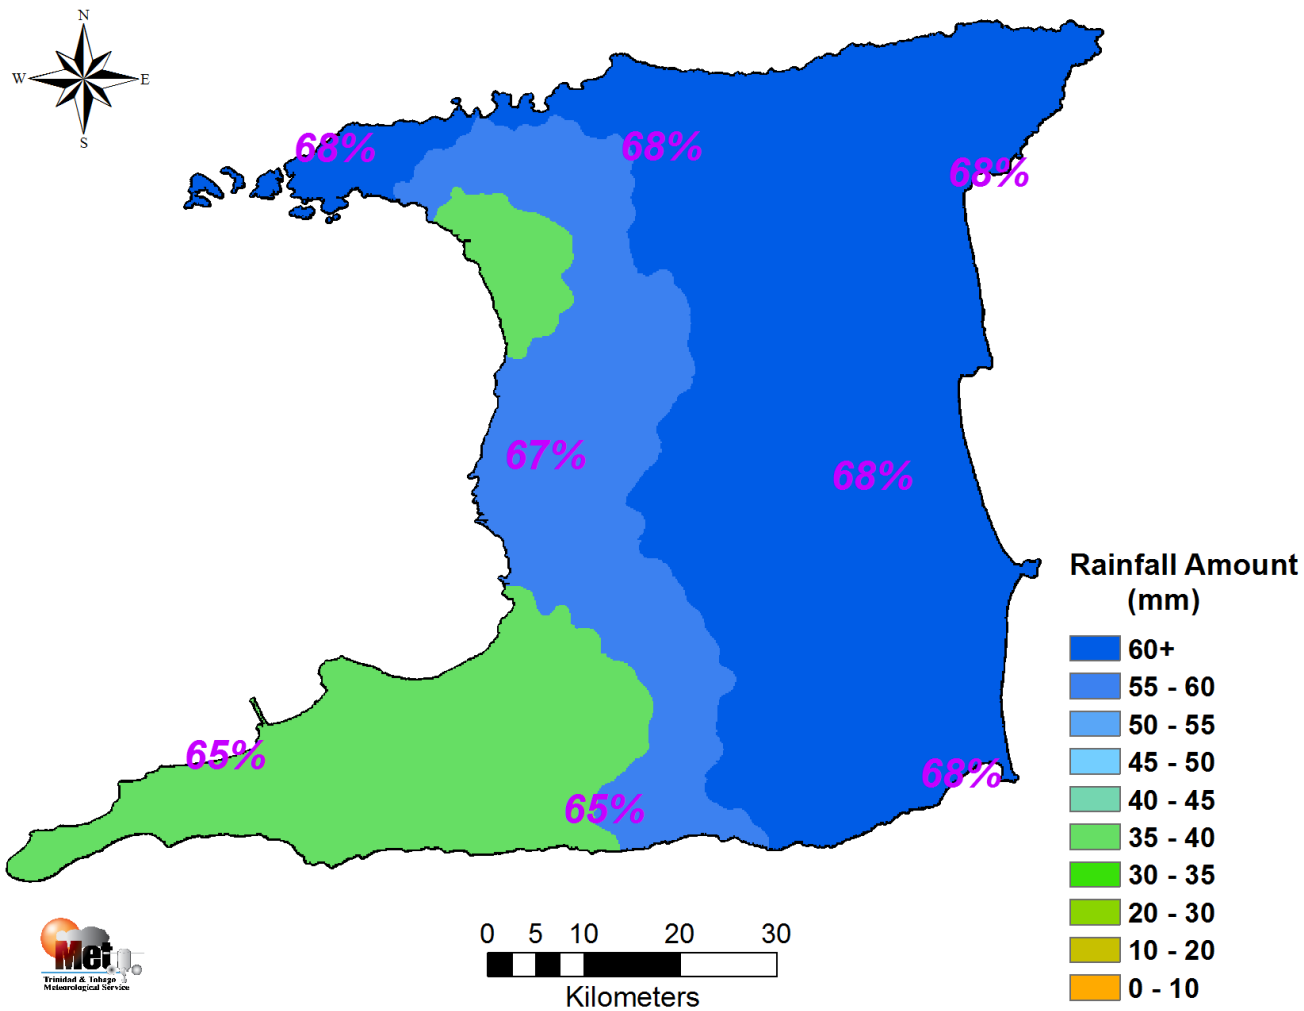 N
W E
S
68% 68% 68%
67% 68%
65% 65% 68%
Rainfall Amount
(mm)
60+
55 - 60
50 - 55
45 - 50
40 - 45
35 - 40
30 - 35
20 - 30
10 - 20
0 - 10
0 5 10 20 30
Kilometers
Met
Trinidad & Tobago
Meteorological Service